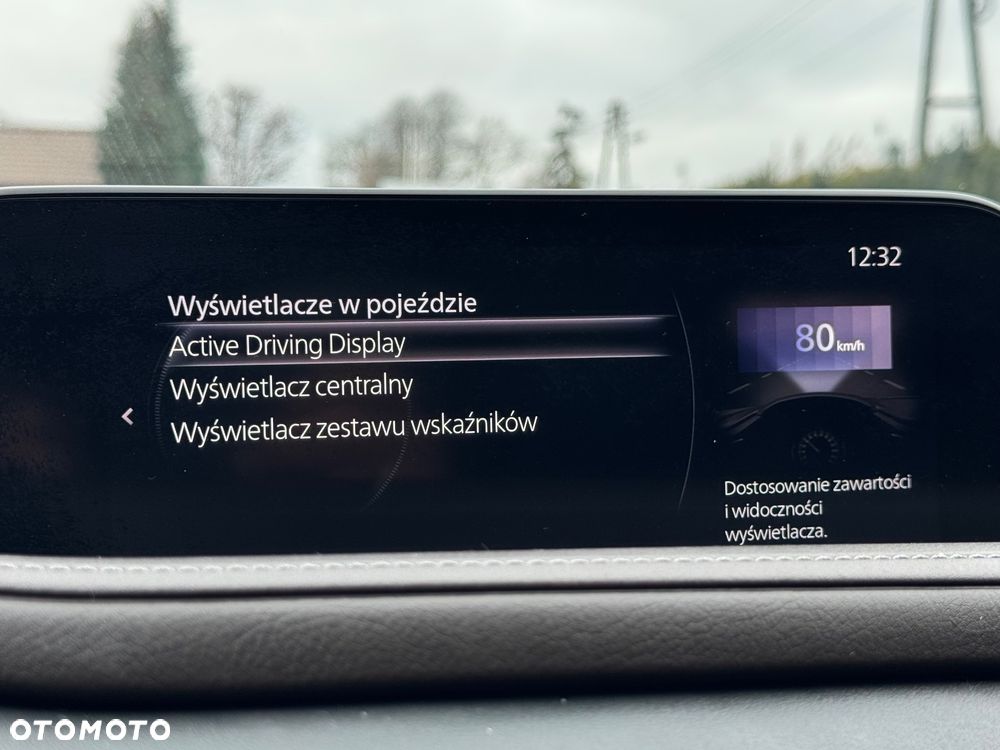 12:32
Wyświetlacze w pojeździe
Active Driving Display
Wyświetlacz centralny
Wyświetlacz zestawu wskaźników
80 km/h
Dostosowanie zawartości
i widoczności
wyświetlacza.
OTOMOTO